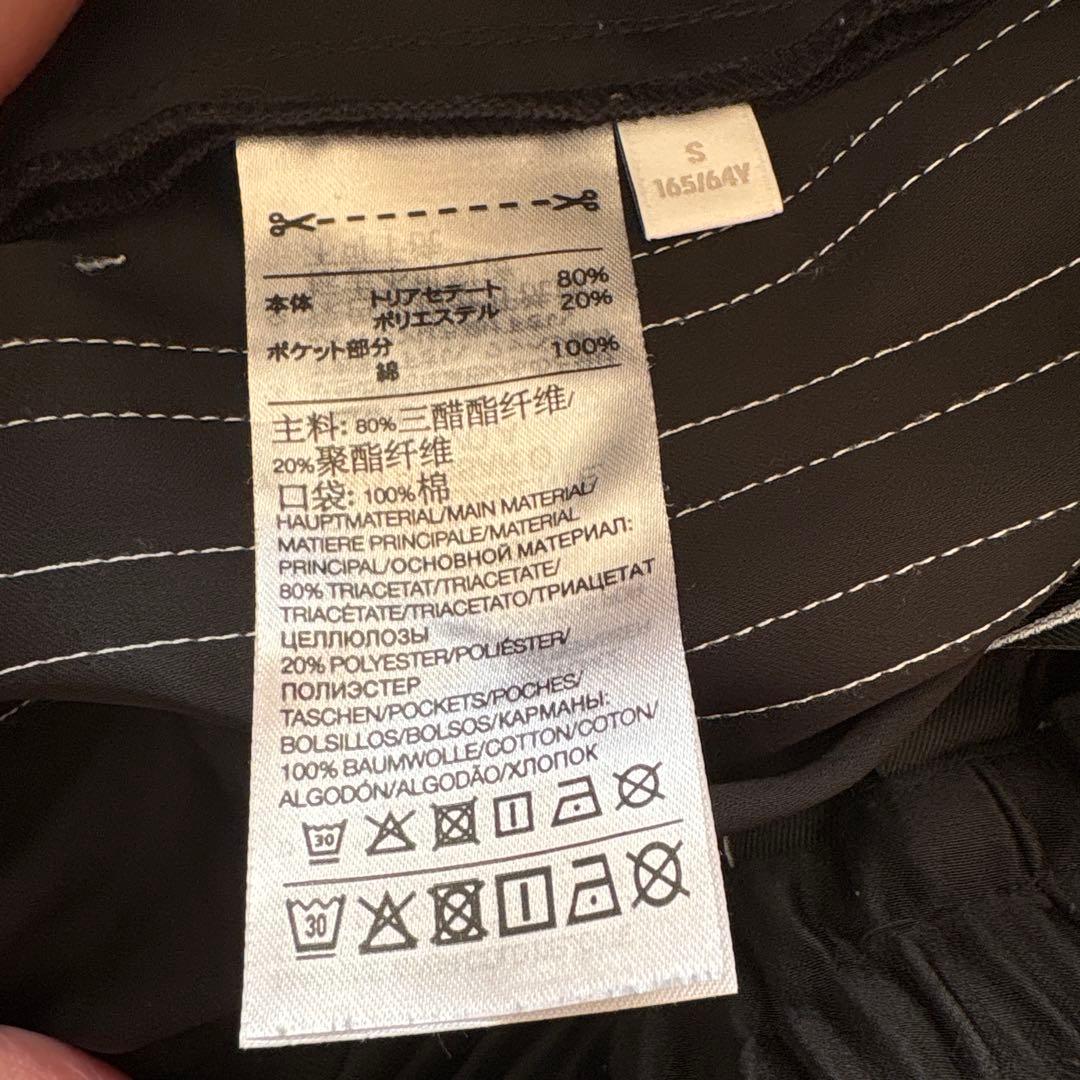 S
165/64Y
本体 トリアセテート 80%
ポリエステル 20%
ポケット部分
綿 100%
主料: 80%三醋酯纤维/
20%聚酯纤维
口袋: 100%棉
HAUPTMATERIAL/MAIN MATERIAL/
MATIERE PRINCIPALE/MATERIAL
PRINCIPAL/ОСНОВНОЙ МАТЕРИАЛ:
80% TRIACETAT/TRIACETATE/
TRIACÉTATE/TRIACETATO/ТРИАЦЕТАТ
ЦЕЛЛЮЛОЗЫ
20% POLYESTER/POLIÉSTER/
ПОЛИЭСТЕР
TASCHEN/POCKETS/POCHES/
BOLSILLOS/BOLSOS/КАРМАНЫ:
100% BAUMWOLLE/COTTON/COTON/
ALGODÓN/ALGODÃO/ХЛОПОК
30
30